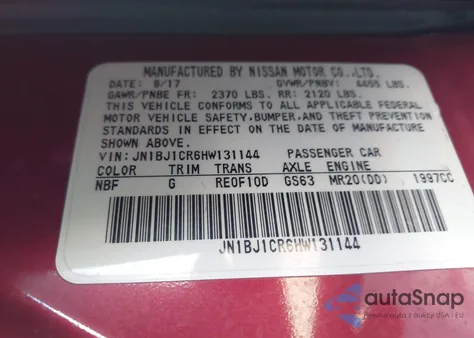 MANUFACTURED BY NISSAN MOTOR CO.,LTD.
DATE: 9/17 GVWR/PNBV: 4455 LBS.
GAWR/PNBE FR: 2370 LBS. RR: 2120 LBS.
THIS VEHICLE CONFORMS TO ALL APPLICABLE FEDERAL
MOTOR VEHICLE SAFETY,BUMPER,AND THEFT PREVENTION
STANDARDS IN EFFECT ON THE DATE OF MANUFACTURE
SHOWN ABOVE.
VIN:JN1BJ1CR6HW131144 PASSENGER CAR
COLOR TRIM TRANS AXLE ENGINE
NBF G RE0F10D GS63 MR20(DD) 1997CC
JN1BJ1CR6HW131144
autoSnap